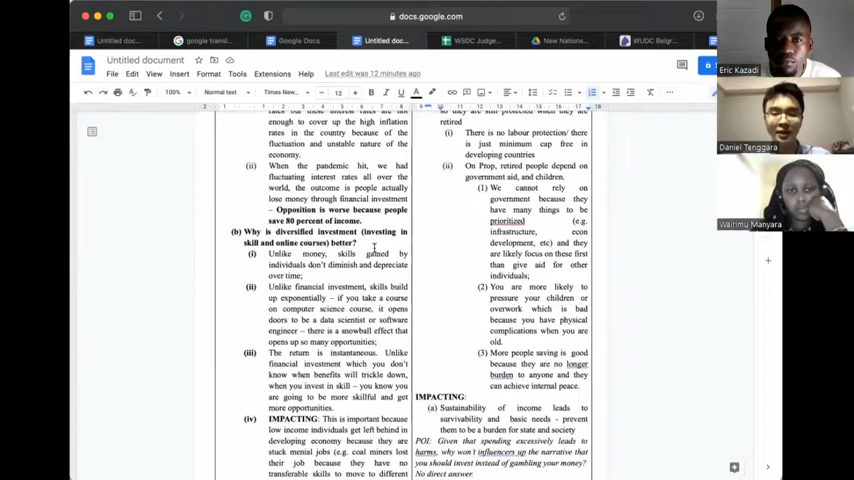 docs.google.com
Untitled doc...
google transl...
Google Docs
Untitled doc...
WSDC Judge...
New Nations...
WUDC Belgr...
Untitled document
File Edit View Insert Format Tools Extensions Help
Last edit was 12 minutes ago
100% Normal text Times New... 12
rates but these interest rates are not
enough to cover up the high inflation
rates in the country because of the
fluctuation and unstable nature of the
economy.
(ii) When the pandemic hit, we had
fluctuating interest rates all over the
world, the outcome is people actually
lose money through financial investment
– Opposition is worse because people
save 80 percent of income.
(b) Why is diversified investment (investing in
skill and online courses) better?
(i) Unlike money, skills gained by
individuals don't diminish and depreciate
over time;
(ii) Unlike financial investment, skills build
up exponentially – if you take a course
on computer science course, it opens
doors to be a data scientist or software
engineer – there is a snowball effect that
opens up so many opportunities;
(iii) The return is instantaneous. Unlike
financial investment which you don't
know when benefits will trickle down,
when you invest in skill – you know you
are going to be more skillful and get
more opportunities.
(iv) IMPACTING: This is important because
low income individuals get left behind in
developing economy because they are
stuck menial jobs (e.g. coal miners lost
their job because they have no
transferable skills to move to different
so they are still protected which they are
retired
(i) There is no labour protection/ there
is just minimum cap free in
developing countries
(ii) On Prop, retired people depend on
government aid, and children.
(1) We cannot rely on
government because they
have many things to be
prioritized (e.g.
infrastructure, econ
development, etc) and they
are likely focus on these first
than give aid for other
individuals;
(2) You are more likely to
pressure your children or
overwork which is bad
because you have physical
complications when you are
old.
(3) More people saving is good
because they are no longer
burden to anyone and they
can achieve internal peace.
IMPACTING:
(a) Sustainability of income leads to
survivability and basic needs - prevent
them to be a burden for state and society
POI: Given that spending excessively leads to
harms, why won't influencers up the narrative that
you should invest instead of gambling your money?
No direct answer.
Eric Kazadi
Daniel Tenggara
Wairimu Manyara